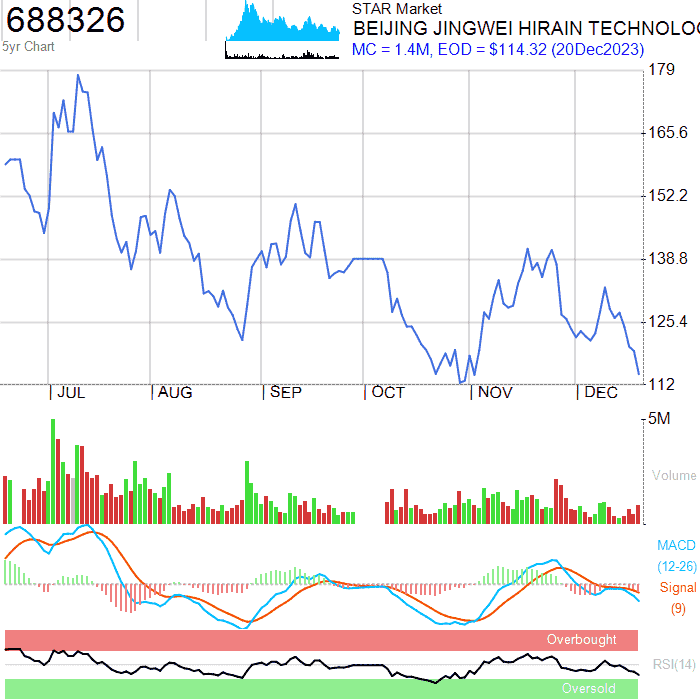 688326
5yr Chart
STAR Market
BEIJING JINGWEI HIRAIN TECHNOLO
MC = 1.4M, EOD = $114.32 (20Dec2023)
179
165.6
152.2
138.8
125.4
112
JUL AUG SEP OCT NOV DEC
5M
Volume
MACD
(12-26)
Signal
(9)
Overbought
RSI(14)
Oversold